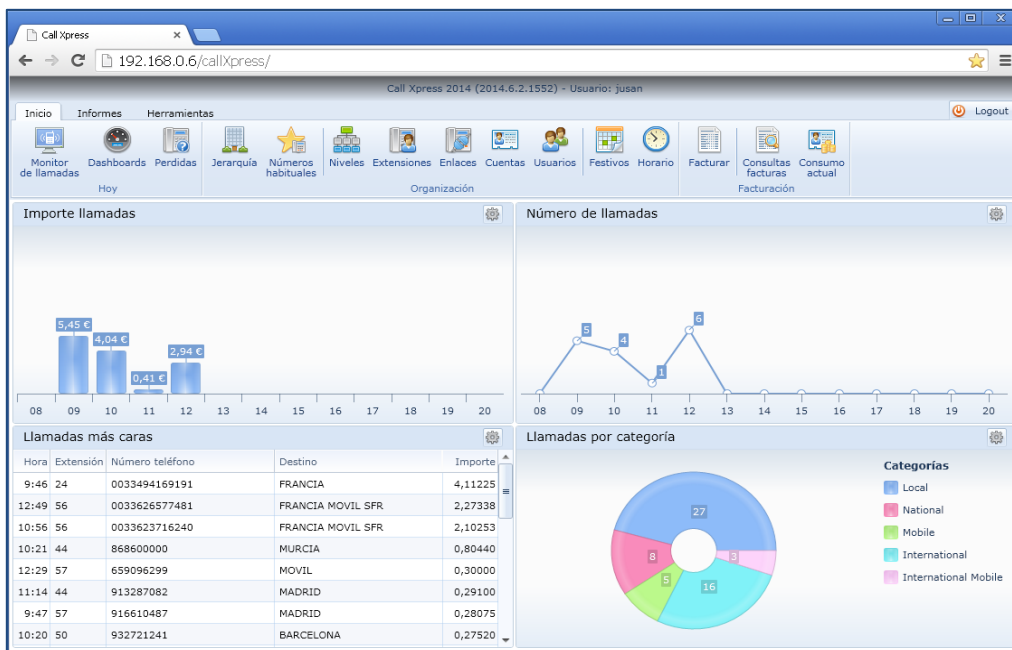 Call Xpress
192.168.0.6/callXpress/
Call Xpress 2014 (2014.6.2.1552) - Usuario: jusan
Inicio Informes Herramientas Logout
Monitor de llamadas Dashboards Perdidas Jerarquía Números habituales Niveles Extensiones Enlaces Cuentas Usuarios Festivos Horario Facturar Consultas facturas Consumo actual
Hoy Organización Facturación
Importe llamadas
5,45 €
4,04 €
0,41 €
2,94 €
08 09 10 11 12 13 14 15 16 17 18 19 20
Número de llamadas
5
4
1
6
08 09 10 11 12 13 14 15 16 17 18 19 20
Llamadas más caras
Hora Extensión Número teléfono Destino Importe
9:46 24 0033494169191 FRANCIA 4,11225
12:49 56 0033626577481 FRANCIA MOVIL SFR 2,27338
10:56 56 0033623716240 FRANCIA MOVIL SFR 2,10253
10:21 44 868600000 MURCIA 0,80440
12:29 57 659096299 MOVIL 0,30000
11:14 44 913287082 MADRID 0,29100
9:47 57 916610487 MADRID 0,28075
10:20 50 932721241 BARCELONA 0,27520
Llamadas por categoría
27
8
3
5
16
Categorías
Local
National
Mobile
International
International Mobile